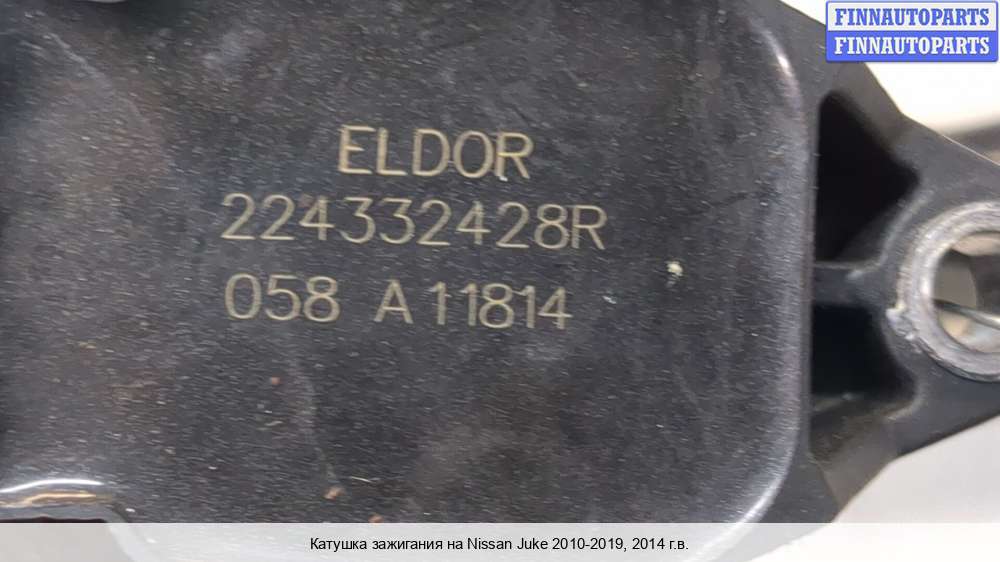 FINNAUTOPARTS
FINNAUTOPARTS
ELDOR
224332428R
058 A11814
Катушка зажигания на Nissan Juke 2010-2019, 2014 г.в.